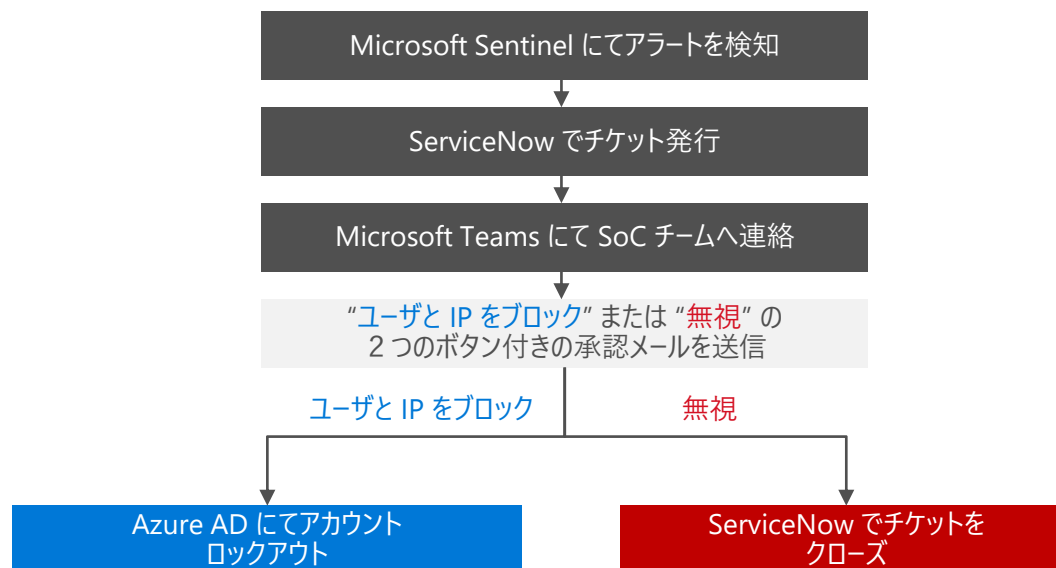 Microsoft Sentinel にてアラートを検知
ServiceNow でチケット発行
Microsoft Teams にて SoC チームへ連絡
“ユーザと IP をブロック” または “無視” の
2 つのボタン付きの承認メールを送信
ユーザと IP をブロック
無視
Azure AD にてアカウント
ロックアウト
ServiceNow でチケットを
クローズ